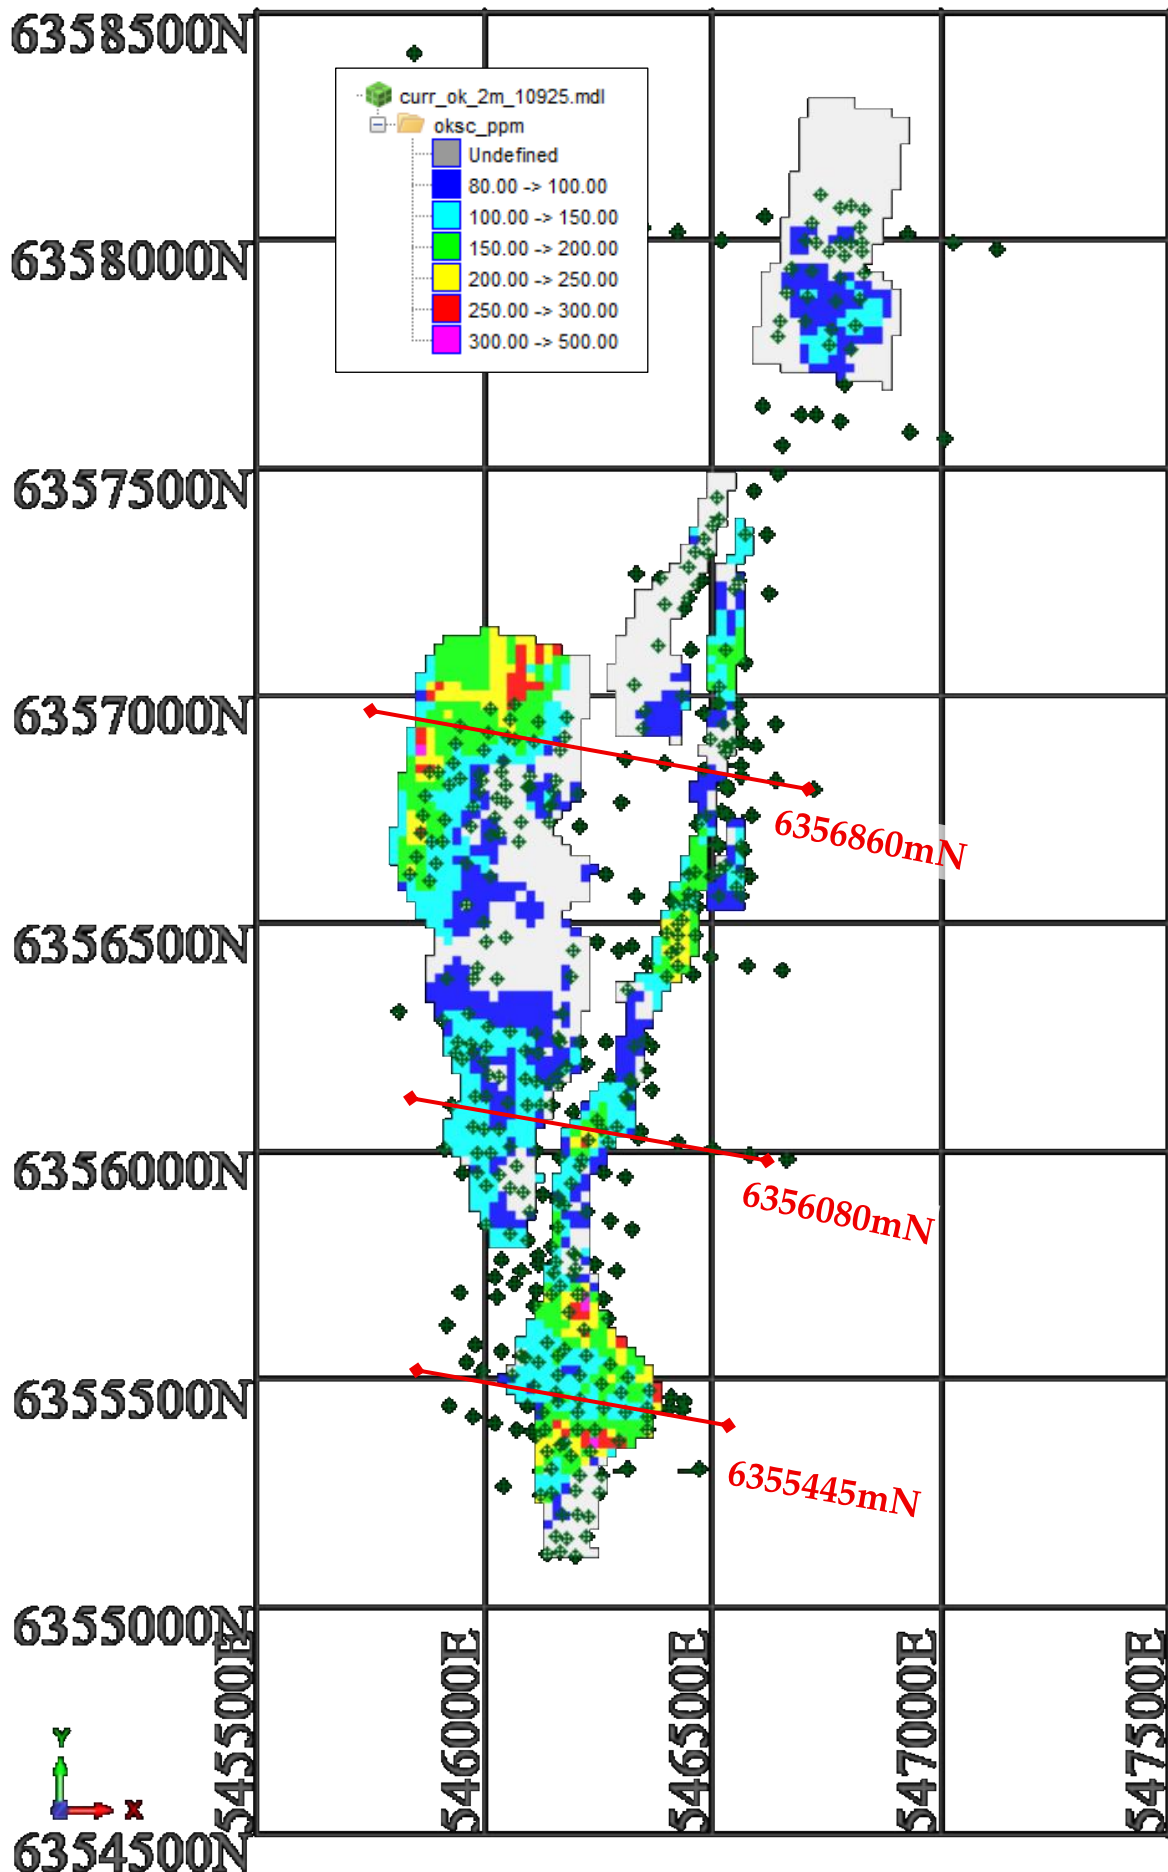 6358500N
curr_ok_2m_10925.mdl
oksc_ppm
Undefined
80.00 -> 100.00
100.00 -> 150.00
150.00 -> 200.00
200.00 -> 250.00
250.00 -> 300.00
300.00 -> 500.00
6358000N
6357500N
6357000N
6356860mN
6356500N
6356000N
6356080mN
6355500N
6355445mN
6355000N
545500E
546000E
546500E
547000E
547500E
Y
X
6354500N